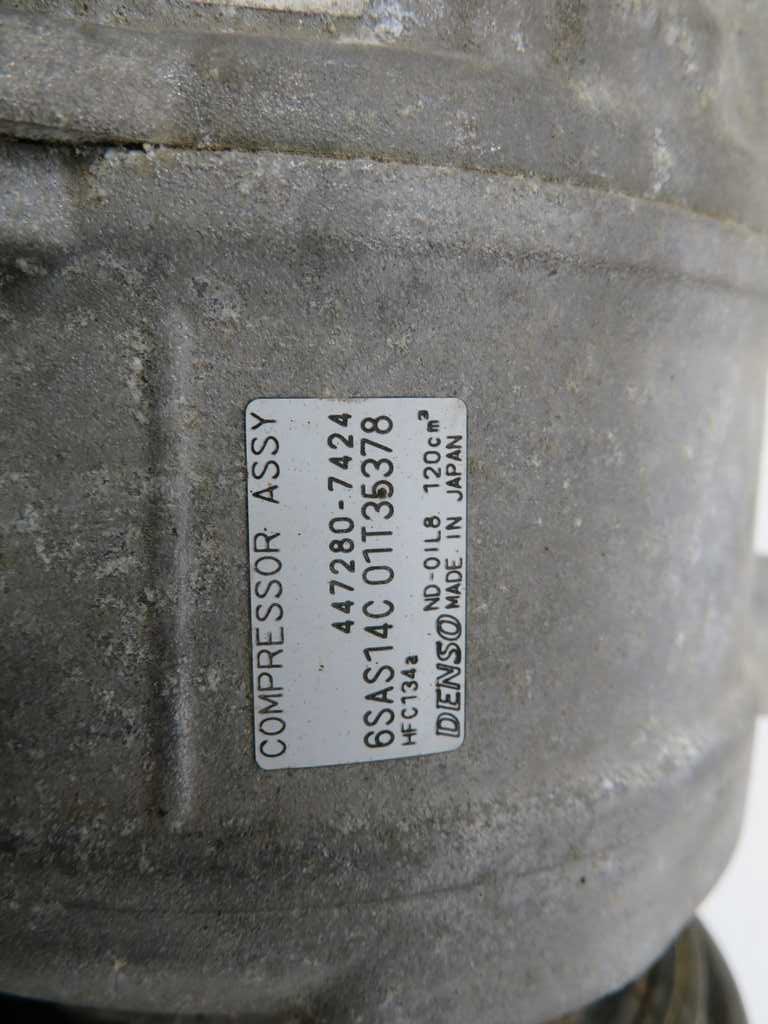 COMPRESSOR ASSY
447280-7424
6SAS14C 01T35378
HFC134a ND-OIL8 120cm³
DENSO MADE IN JAPAN